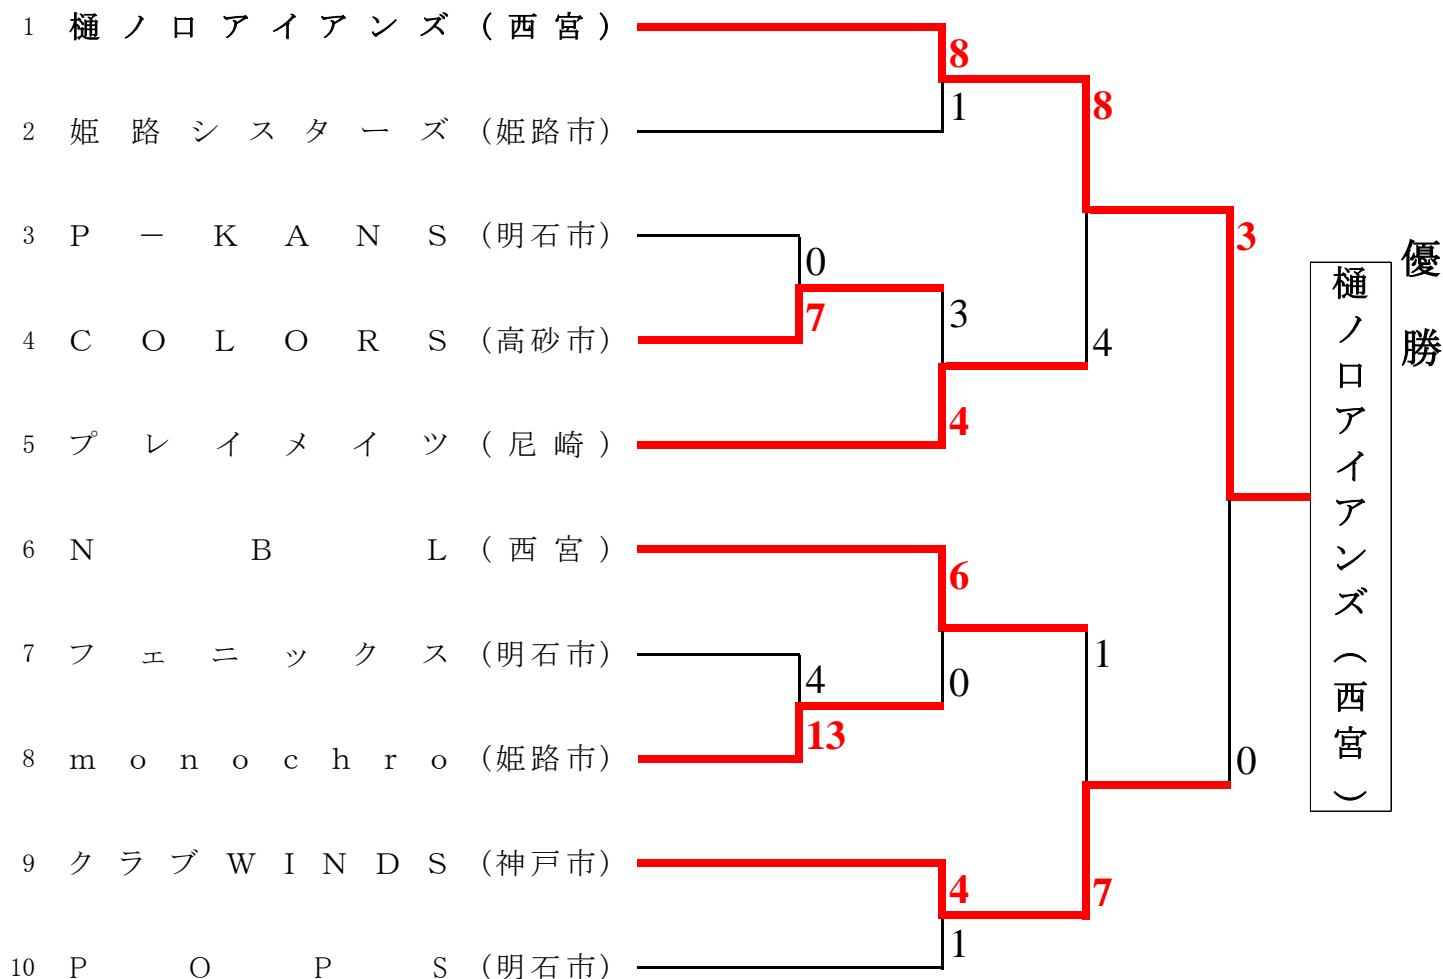 1 樋ノロアイアンズ(西宮)
8
1
8
2 姫路シスターズ(姫路市)
3 P－KANS(明石市)
0
3
3
優勝
樋ノロアイアンズ(西宮)
4 COLORS(高砂市)
7
4
5 プレイメイツ(尼崎)
4
6 NBL(西宮)
6
7 フェニックス(明石市)
4
0
1
8 monochro(姫路市)
13
0
9 クラブWINDS(神戸市)
4
7
1
10 POPS(明石市)